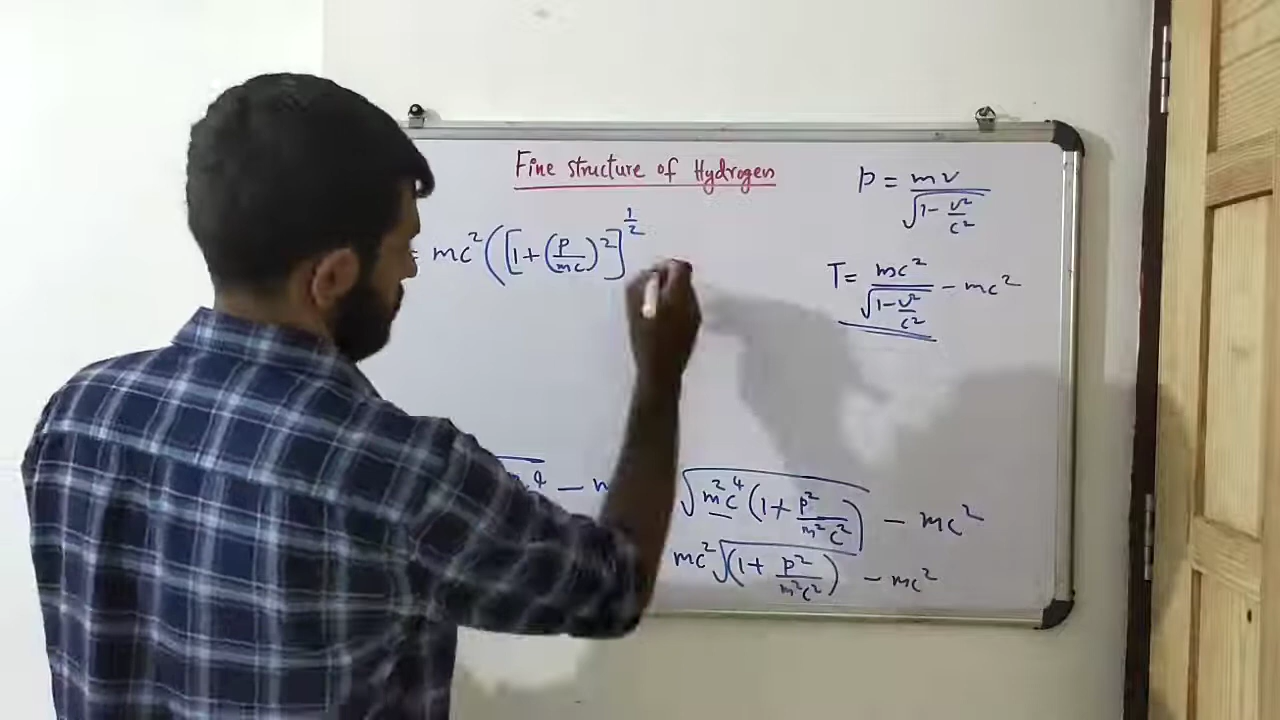 Fine structure of Hydrogen
P = mv / √(1 - v²/c²)
= mc² ([1 + (P/mc)²]^(1/2)
T = mc² / √(1 - v²/c²) - mc²
4 - √(m²c⁴ (1 + p²/m²c²)) - mc²
mc² √(1 + p²/m²c²) - mc²